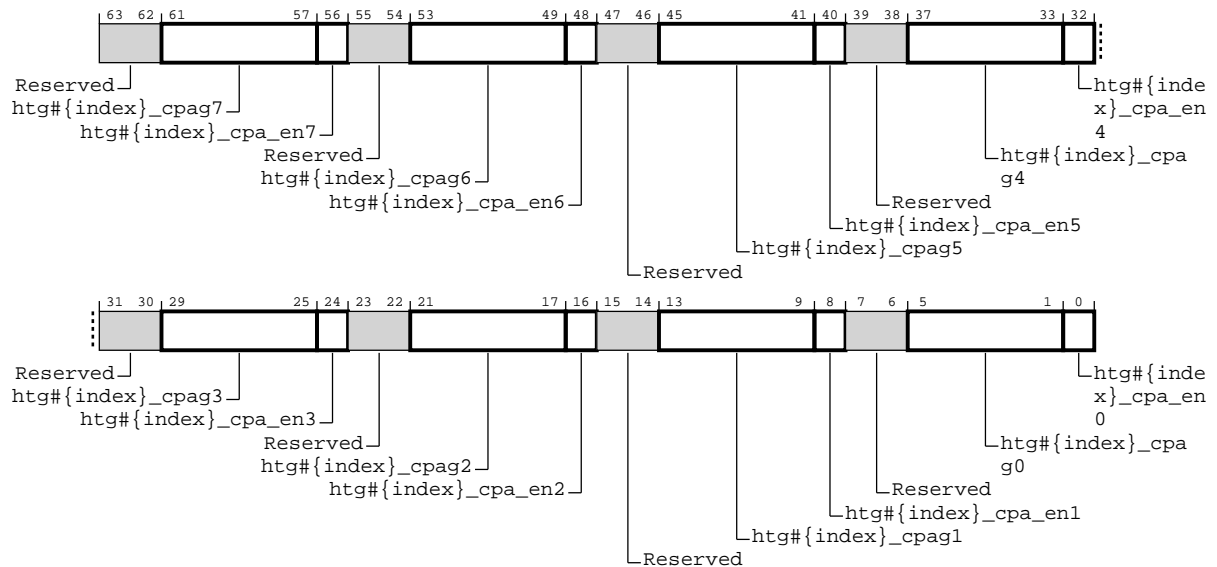 63 62 61 57 56 55 54 53 49 48 47 46 45 41 40 39 38 37 33 32
Reserved
htg#{index}_cpag7
htg#{index}_cpa_en7
Reserved
htg#{index}_cpag6
htg#{index}_cpa_en6
Reserved
htg#{index}_cpag5
htg#{index}_cpa_en5
Reserved
htg#{index}_cpa
g4
htg#{inde
x}_cpa_en
4
31 30 29 25 24 23 22 21 17 16 15 14 13 9 8 7 6 5 1 0
Reserved
htg#{index}_cpag3
htg#{index}_cpa_en3
Reserved
htg#{index}_cpag2
htg#{index}_cpa_en2
Reserved
htg#{index}_cpag1
htg#{index}_cpa_en1
Reserved
htg#{index}_cpa
g0
htg#{inde
x}_cpa_en
0